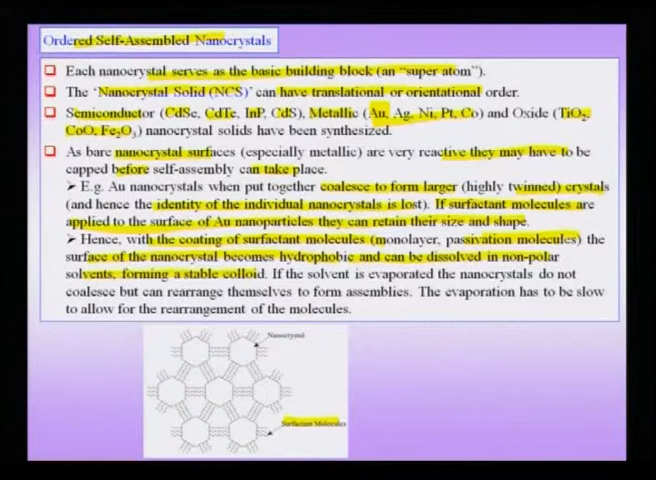 Ordered Self-Assembled Nanocrystals
❑ Each nanocrystal serves as the basic building block (an "super atom").
❑ The 'Nanocrystal Solid (NCS)' can have translational or orientational order.
❑ Semiconductor (CdSe, CdTe, InP, CdS), Metallic (Au, Ag, Ni, Pt, Co) and Oxide (TiO₂,
CoO, Fe₂O₃) nanocrystal solids have been synthesized.
❑ As bare nanocrystal surfaces (especially metallic) are very reactive they may have to be
capped before self-assembly can take place.
➤ E.g. Au nanocrystals when put together coalesce to form larger (highly twinned) crystals
(and hence the identity of the individual nanocrystals is lost). If surfactant molecules are
applied to the surface of Au nanoparticles they can retain their size and shape.
➤ Hence, with the coating of surfactant molecules (monolayer, passivation molecules) the
surface of the nanocrystal becomes hydrophobic and can be dissolved in non-polar
solvents, forming a stable colloid. If the solvent is evaporated the nanocrystals do not
coalesce but can rearrange themselves to form assemblies. The evaporation has to be slow
to allow for the rearrangement of the molecules.
Nanocrystal
Surfactant Molecules